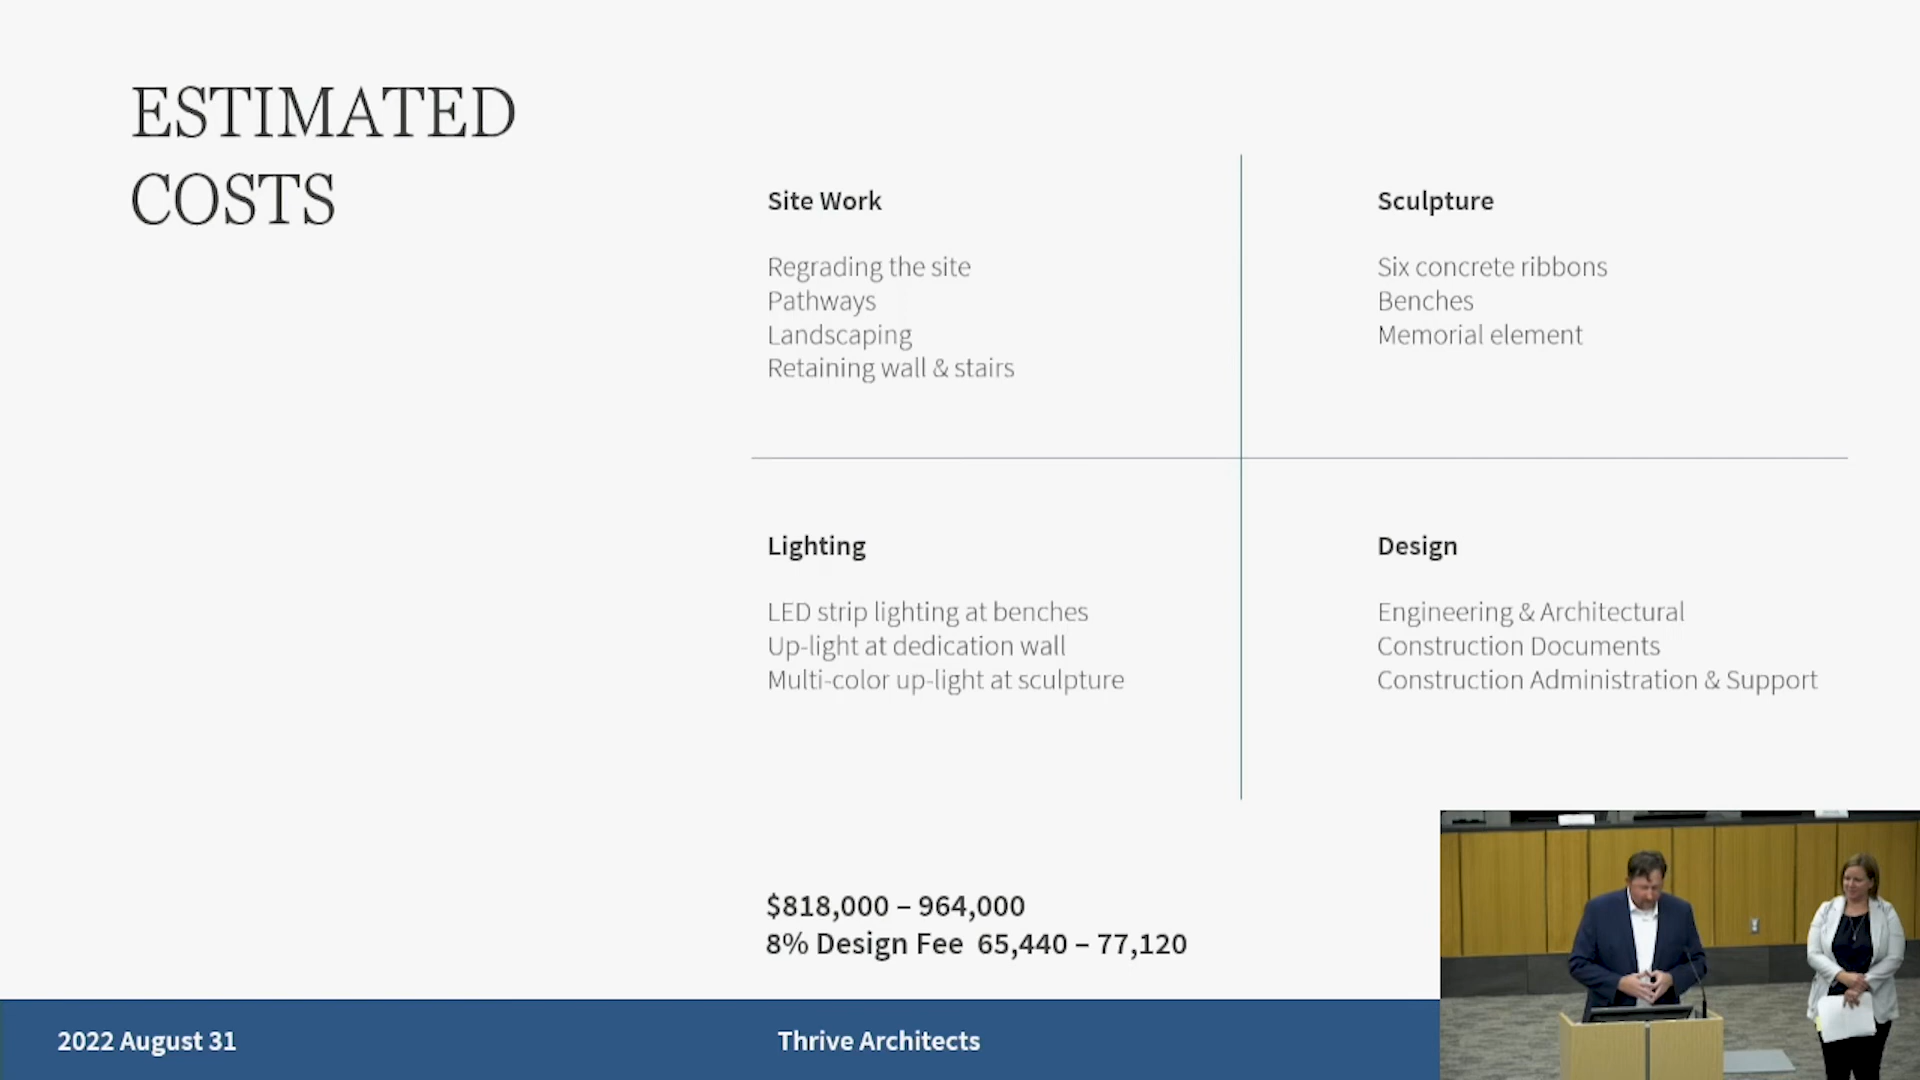 ESTIMATED
COSTS
Site Work
Regrading the site
Pathways
Landscaping
Retaining wall & stairs
Sculpture
Six concrete ribbons
Benches
Memorial element
Lighting
LED strip lighting at benches
Up-light at dedication wall
Multi-color up-light at sculpture
Design
Engineering & Architectural
Construction Documents
Construction Administration & Support
$818,000 – 964,000
8% Design Fee 65,440 – 77,120
2022 August 31
Thrive Architects